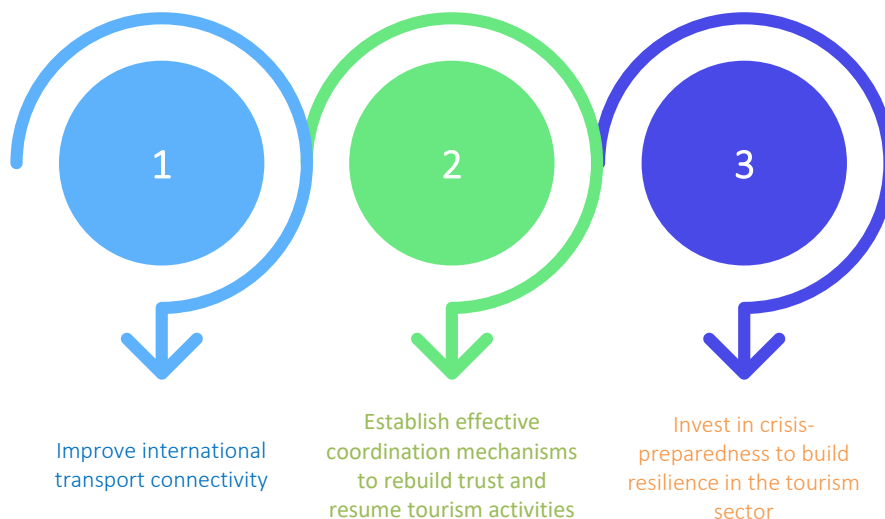 1
2
3
Improve international
transport connectivity
Establish effective
coordination mechanisms
to rebuild trust and
resume tourism activities
Invest in crisis-
preparedness to build
resilience in the tourism
sector